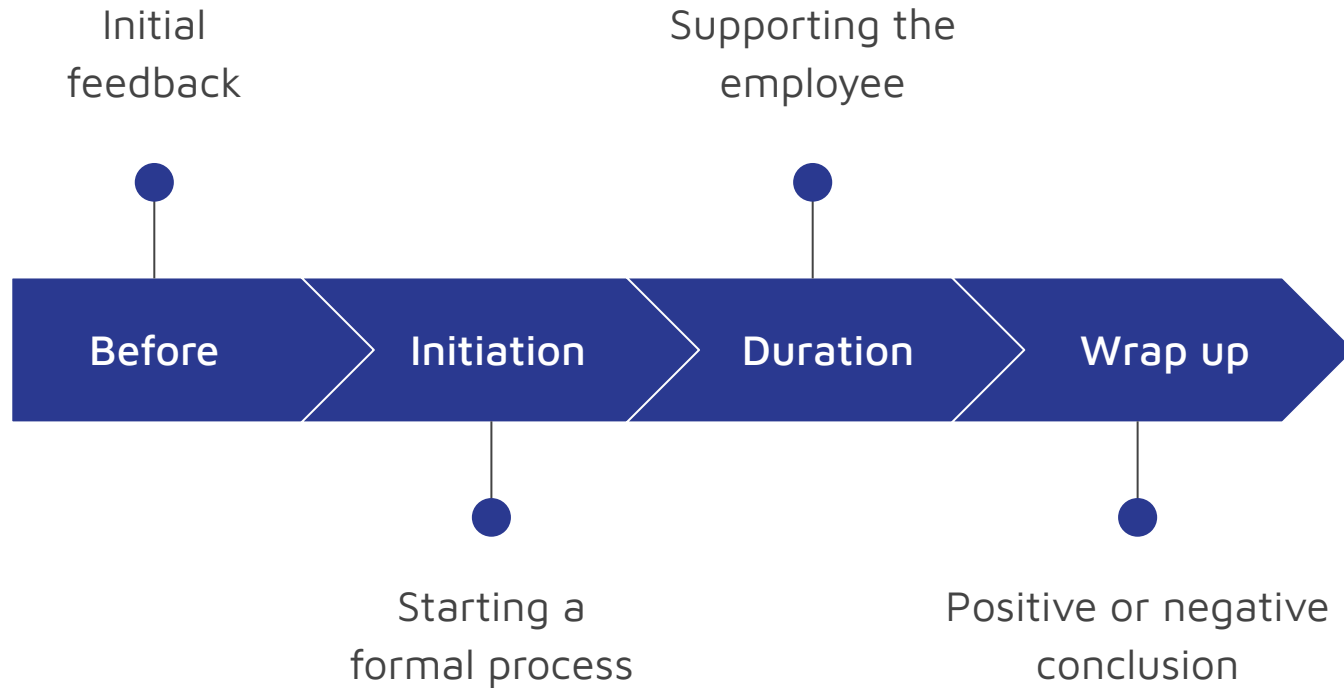 Initial
feedback
Supporting the
employee
Before
Initiation
Duration
Wrap up
Starting a
formal process
Positive or negative
conclusion